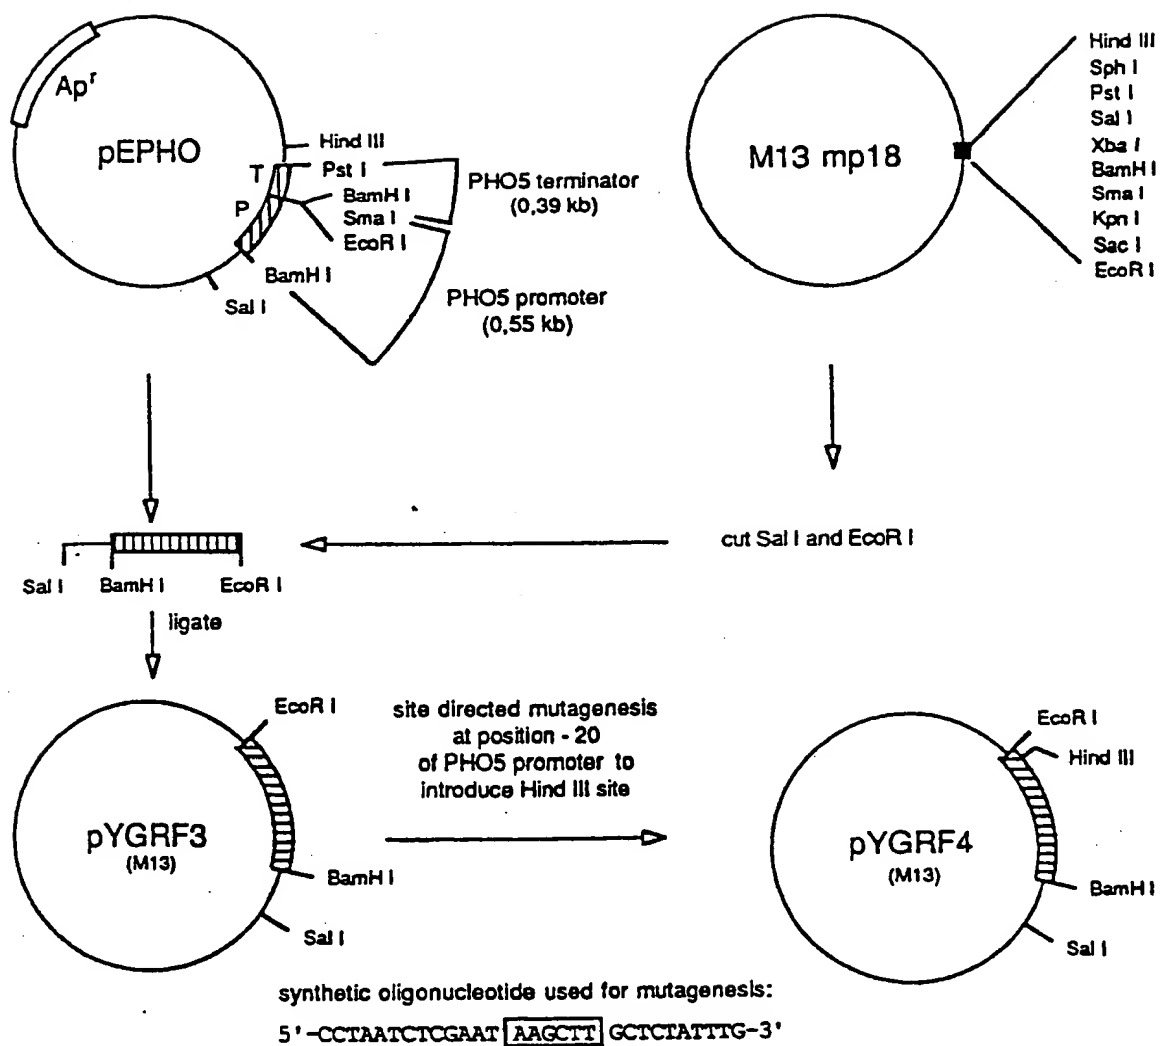 Apʳ
pEPHO
Hind III
T
Pst I
P
BamH I
Sma I
EcoR I
BamH I
Sal I
PHO5 terminator
(0,39 kb)
PHO5 promoter
(0,55 kb)
M13 mp18
Hind III
Sph I
Pst I
Sal I
Xba I
BamH I
Sma I
Kpn I
Sac I
EcoR I
cut Sal I and EcoR I
Sal I
BamH I
EcoR I
ligate
EcoR I
pYGRF3
(M13)
BamH I
Sal I
site directed mutagenesis
at position - 20
of PHO5 promoter to
introduce Hind III site
EcoR I
Hind III
pYGRF4
(M13)
BamH I
Sal I
synthetic oligonucleotide used for mutagenesis:
5'-CCTAATCTCGAAT AAGCTT GCTCTATTTG-3'